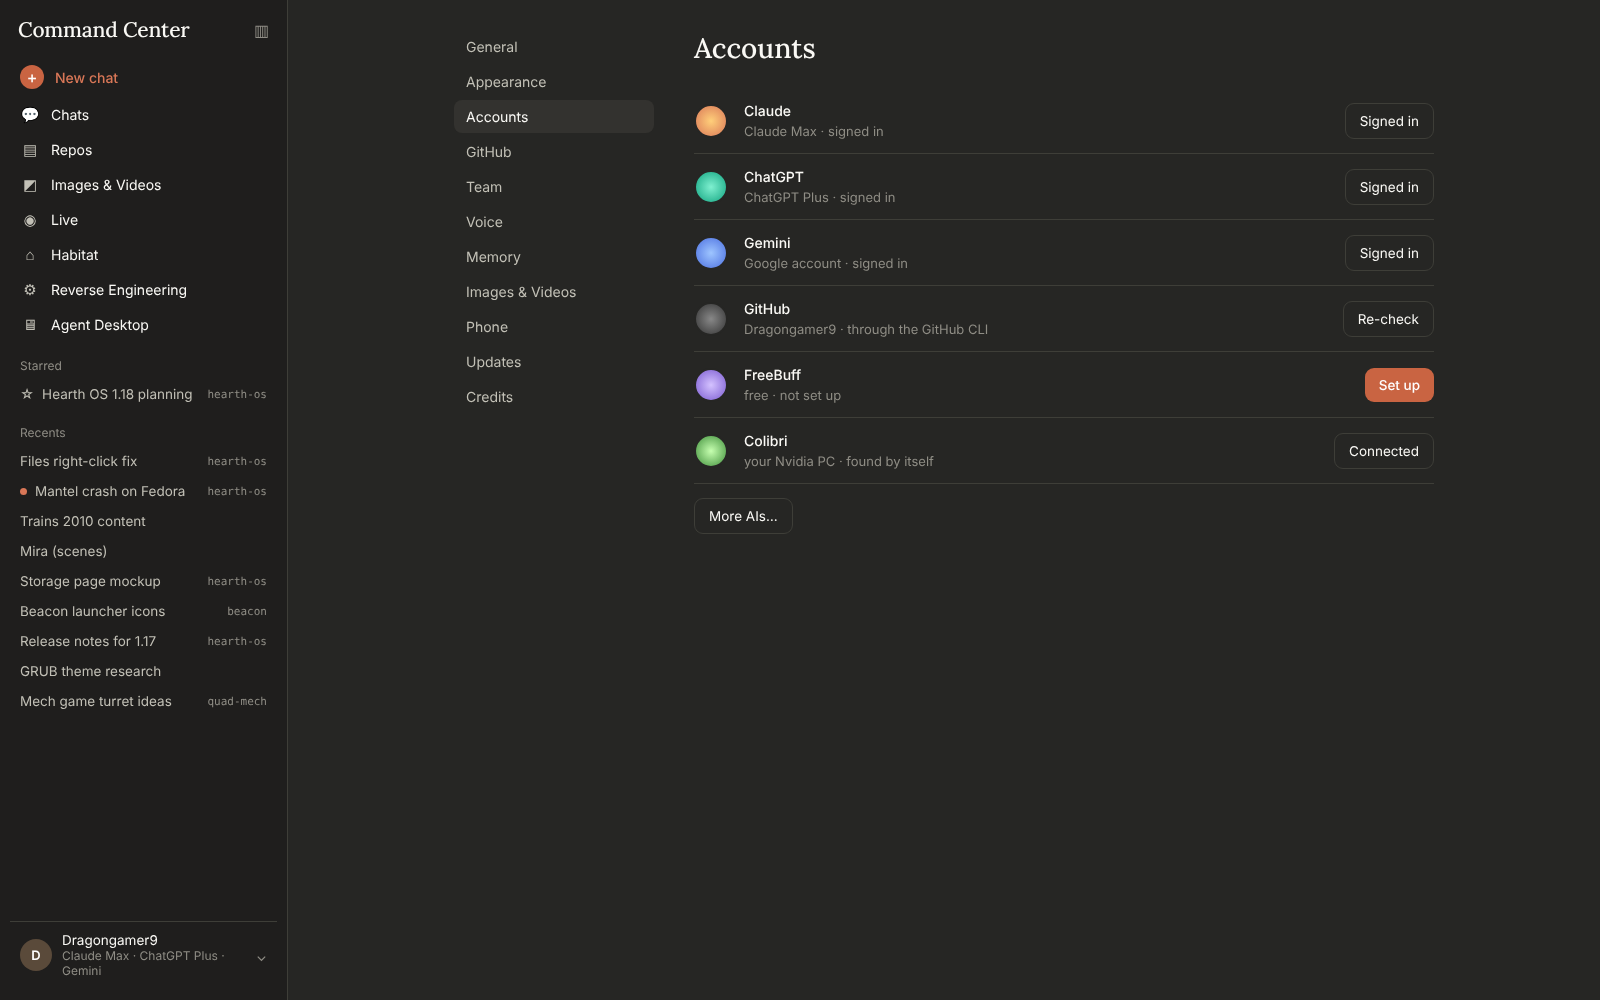 Command Center
New chat
Chats
Repos
Images & Videos
Live
Habitat
Reverse Engineering
Agent Desktop
Starred
Hearth OS 1.18 planning hearth-os
Recents
Files right-click fix hearth-os
Mantel crash on Fedora hearth-os
Trains 2010 content
Mira (scenes)
Storage page mockup hearth-os
Beacon launcher icons beacon
Release notes for 1.17 hearth-os
GRUB theme research
Mech game turret ideas quad-mech
D
Dragongamer9
Claude Max · ChatGPT Plus ·
Gemini
General
Appearance
Accounts
GitHub
Team
Voice
Memory
Images & Videos
Phone
Updates
Credits
Accounts
Claude
Claude Max · signed in
Signed in
ChatGPT
ChatGPT Plus · signed in
Signed in
Gemini
Google account · signed in
Signed in
GitHub
Dragongamer9 · through the GitHub CLI
Re-check
FreeBuff
free · not set up
Set up
Colibri
your Nvidia PC · found by itself
Connected
More AIs...